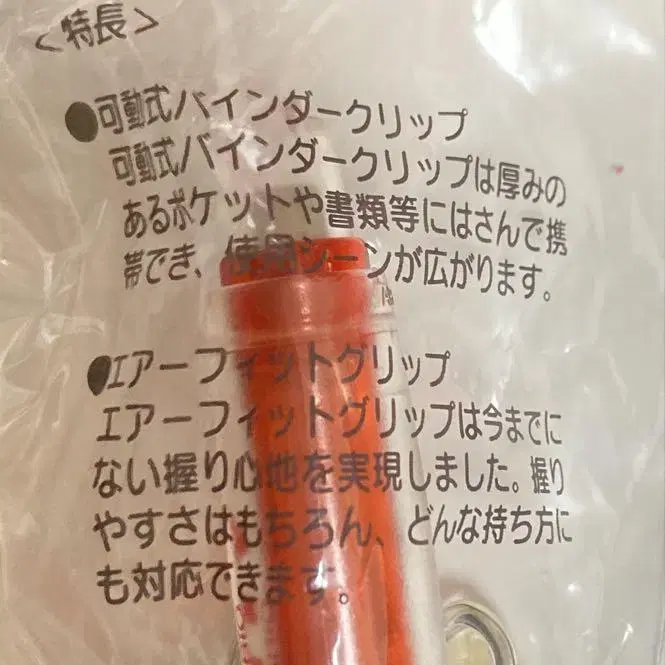 <特長>
●可動式バインダークリップ
可動式バインダークリップは厚みの
あるポケットや書類等にはさんで携
帯でき、使用シーンが広がります。
●エアーフィットグリップ
エアーフィットグリップは今までに
ない握り心地を実現しました。握り
やすさはもちろん、どんな持ち方に
も対応できます。